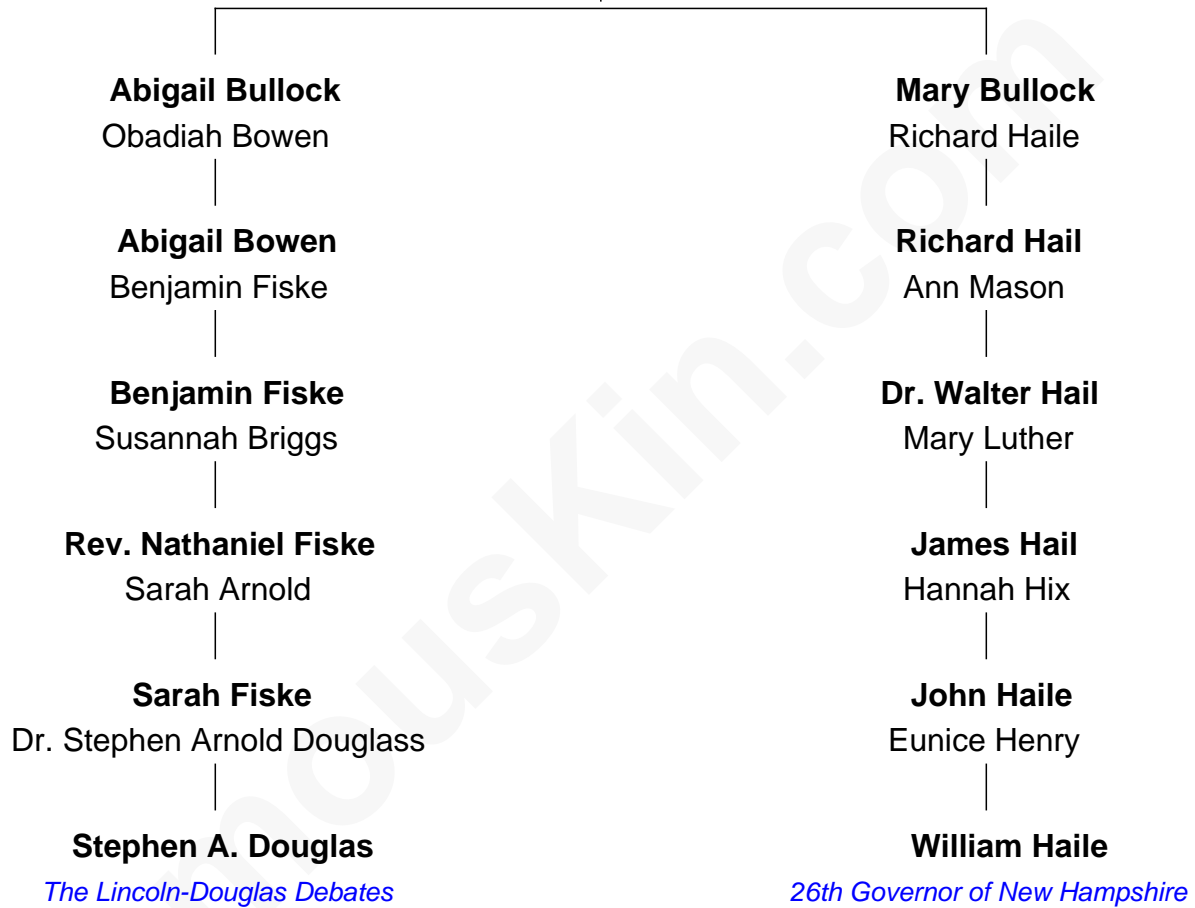 Abigail Bullock
Obadiah Bowen
Mary Bullock
Richard Haile
Abigail Bowen
Benjamin Fiske
Richard Hail
Ann Mason
Benjamin Fiske
Susannah Briggs
Dr. Walter Hail
Mary Luther
Rev. Nathaniel Fiske
Sarah Arnold
James Hail
Hannah Hix
Sarah Fiske
Dr. Stephen Arnold Douglass
John Haile
Eunice Henry
Stephen A. Douglas
The Lincoln-Douglas Debates
William Haile
26th Governor of New Hampshire
mousKin.com